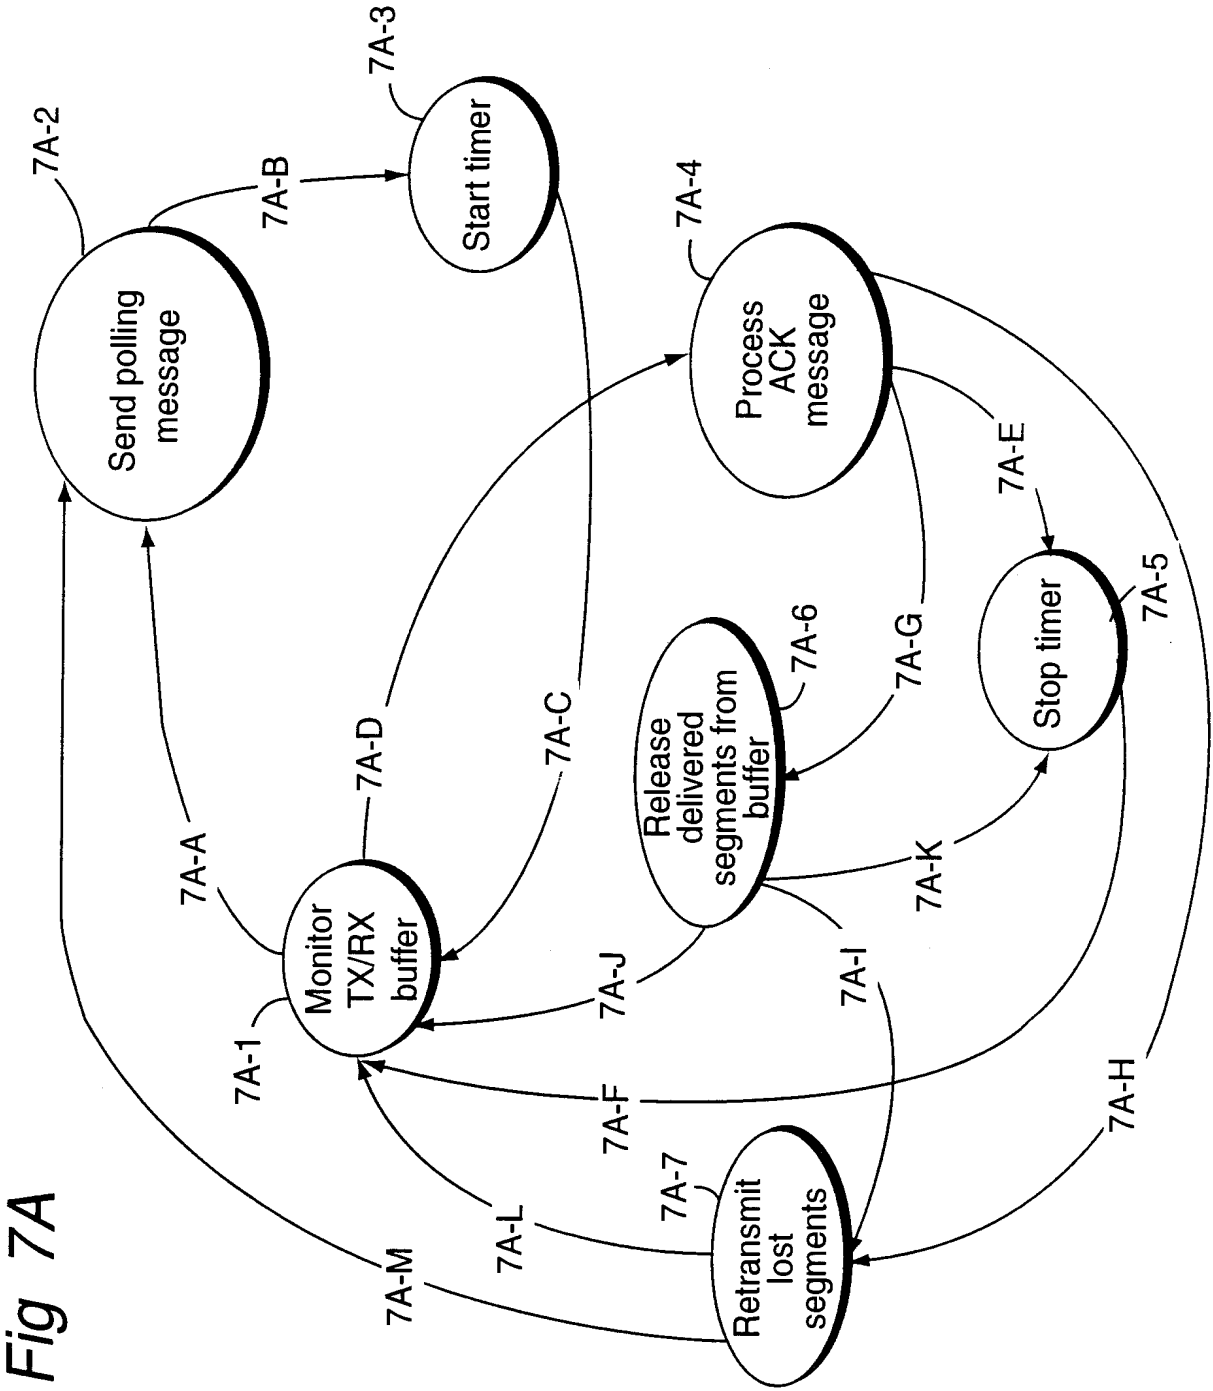 Fig 7A
7A-1
Monitor
TX/RX
buffer
7A-A
7A-2
Send polling
message
7A-B
7A-3
Start timer
7A-C
7A-D
7A-4
Process
ACK
message
7A-E
7A-5
Stop timer
7A-F
7A-G
7A-6
Release
delivered
segments from
buffer
7A-H
7A-I
7A-J
7A-K
7A-7
Retransmit
lost
segments
7A-L
7A-M